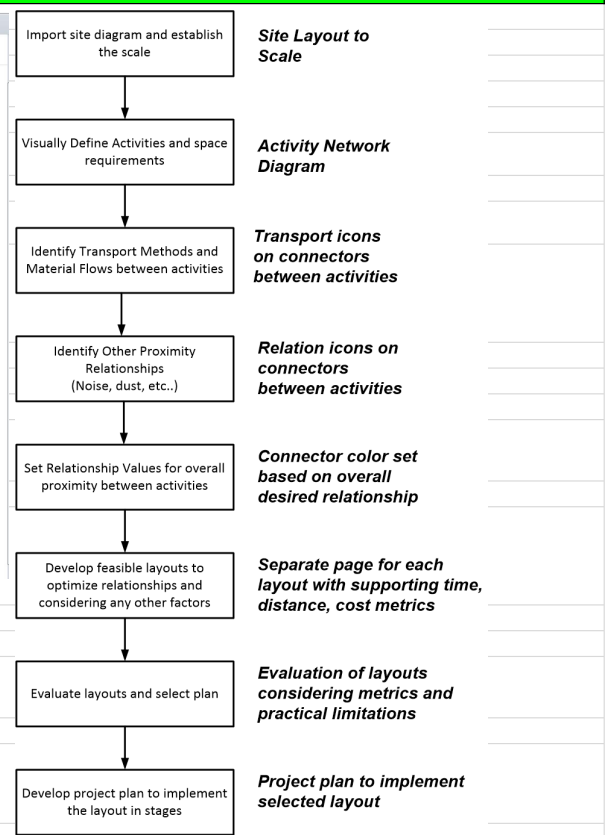 Import site diagram and establish
the scale
Site Layout to
Scale
Visually Define Activities and space
requirements
Activity Network
Diagram
Identify Transport Methods and
Material Flows between activities
Transport icons
on connectors
between activities
Identify Other Proximity
Relationships
(Noise, dust, etc..)
Relation icons on
connectors
between activities
Set Relationship Values for overall
proximity between activities
Connector color set
based on overall
desired relationship
Develop feasible layouts to
optimize relationships and
considering any other factors
Separate page for each
layout with supporting time,
distance, cost metrics
Evaluate layouts and select plan
Evaluation of layouts
considering metrics and
practical limitations
Develop project plan to implement
the layout in stages
Project plan to implement
selected layout